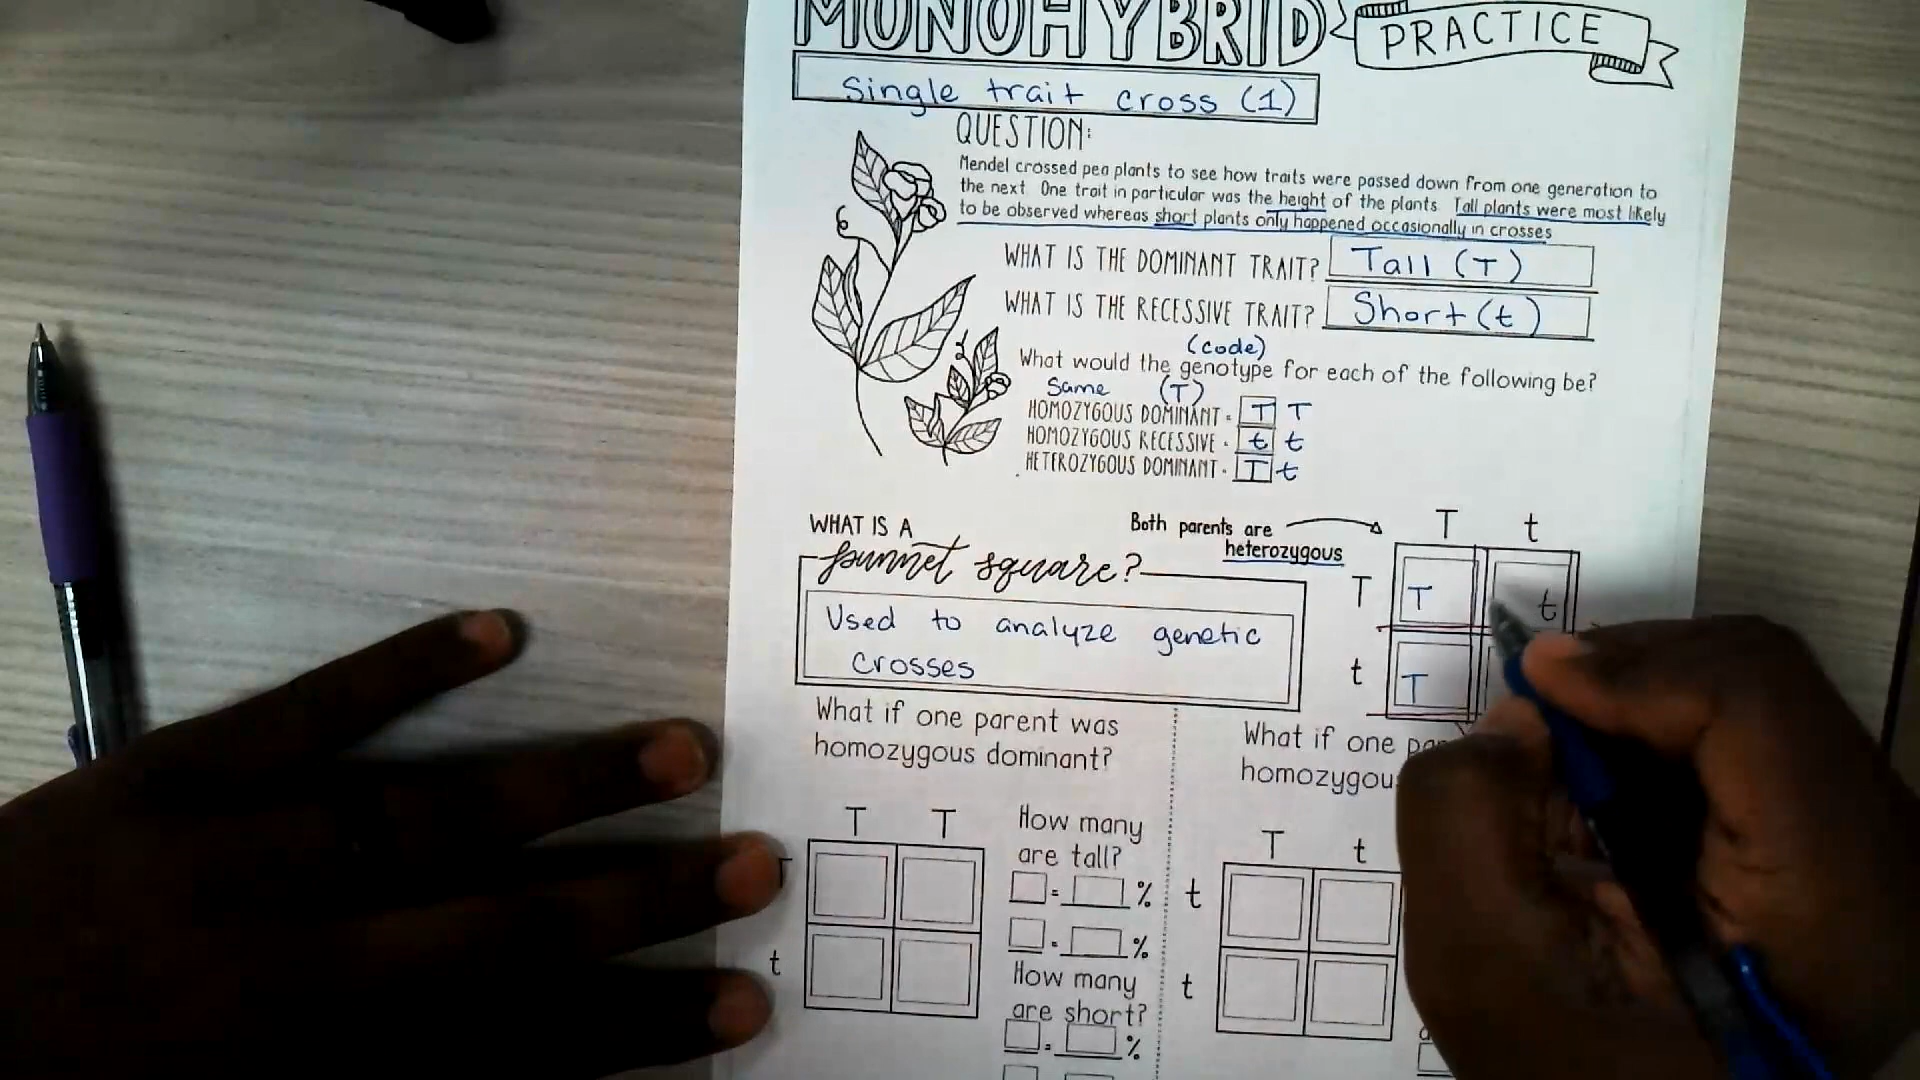 MONOHYBRID PRACTICE
Single trait cross (1)
QUESTION:
Mendel crossed pea plants to see how traits were passed down from one generation to
the next. One trait in particular was the height of the plants. Tall plants were most likely
to be observed whereas short plants only happened occasionally in crosses
WHAT IS THE DOMINANT TRAIT? Tall (T)
WHAT IS THE RECESSIVE TRAIT? Short (t)
(code)
What would the genotype for each of the following be?
Same (T)
HOMOZYGOUS DOMINANT = T T
HOMOZYGOUS RECESSIVE = t t
HETEROZYGOUS DOMINANT = T t
WHAT IS A
punnet square?
Used to analyze genetic
crosses
Both parents are
heterozygous
T t
T T t
t T
What if one parent was
homozygous dominant?
T T
T
t
How many
are tall?
= %
= %
How many
are short?
= %
What if one
T t
t
t